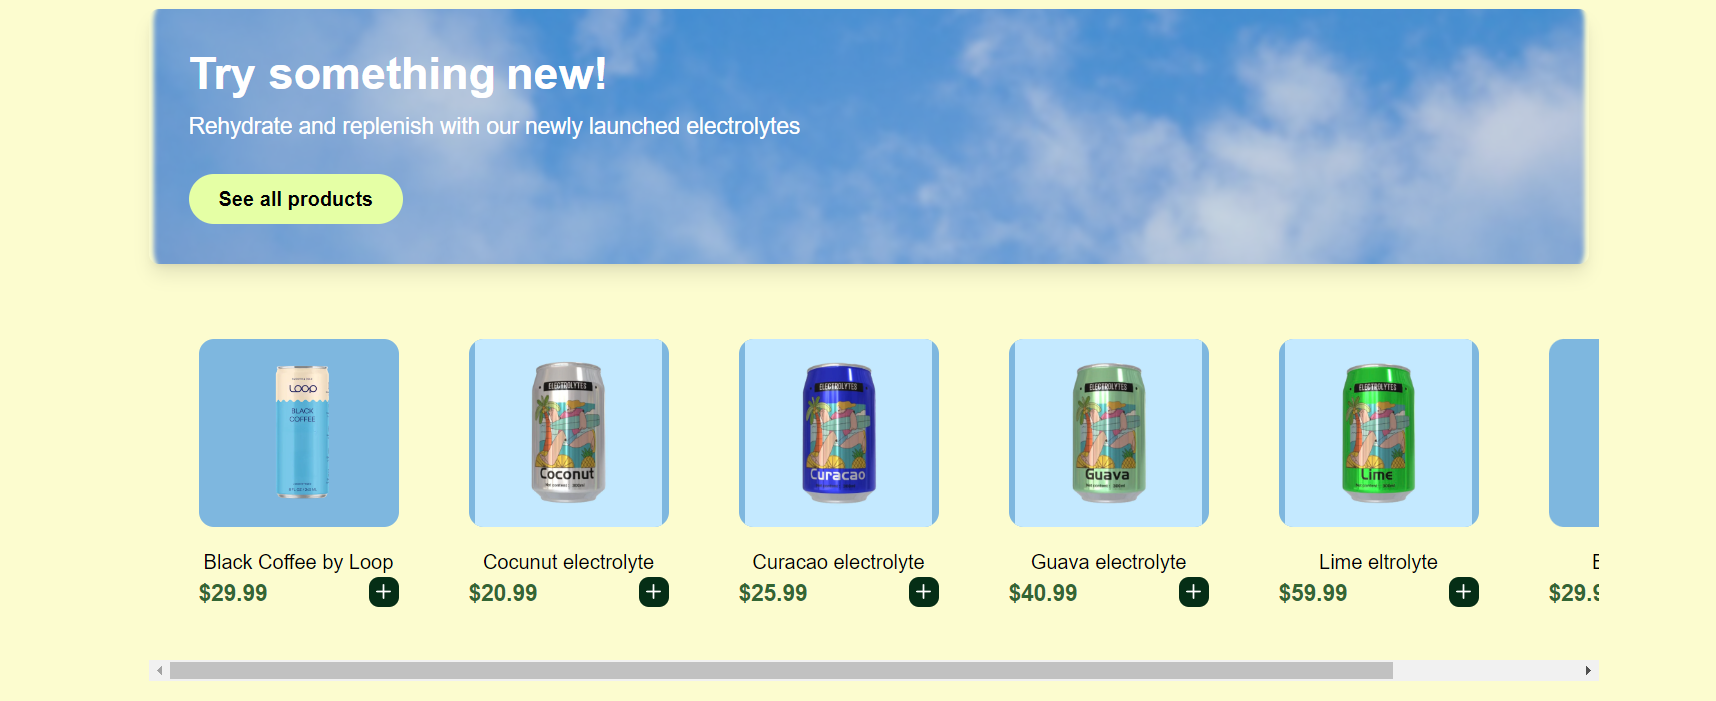 Try something new!
Rehydrate and replenish with our newly launched electrolytes
See all products
LOOP
BLACK
COFFEE
ELECTROLYTES
Coconut
ELECTROLYTES
Curacao
ELECTROLYTES
Guava
ELECTROLYTES
Lime
Black Coffee by Loop
Cocunut electrolyte
Curacao electrolyte
Guava electrolyte
Lime eltrolyte
$29.99
$20.99
$25.99
$40.99
$59.99
$29.9